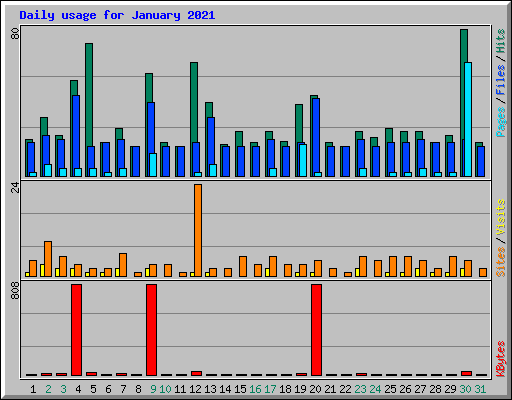 Daily usage for January 2021
80
24
808
Pages / Files / Hits
Sites / Visits
KBytes
1 2 3 4 5 6 7 8 9 10 11 12 13 14 15 16 17 18 19 20 21 22 23 24 25 26 27 28 29 30 31